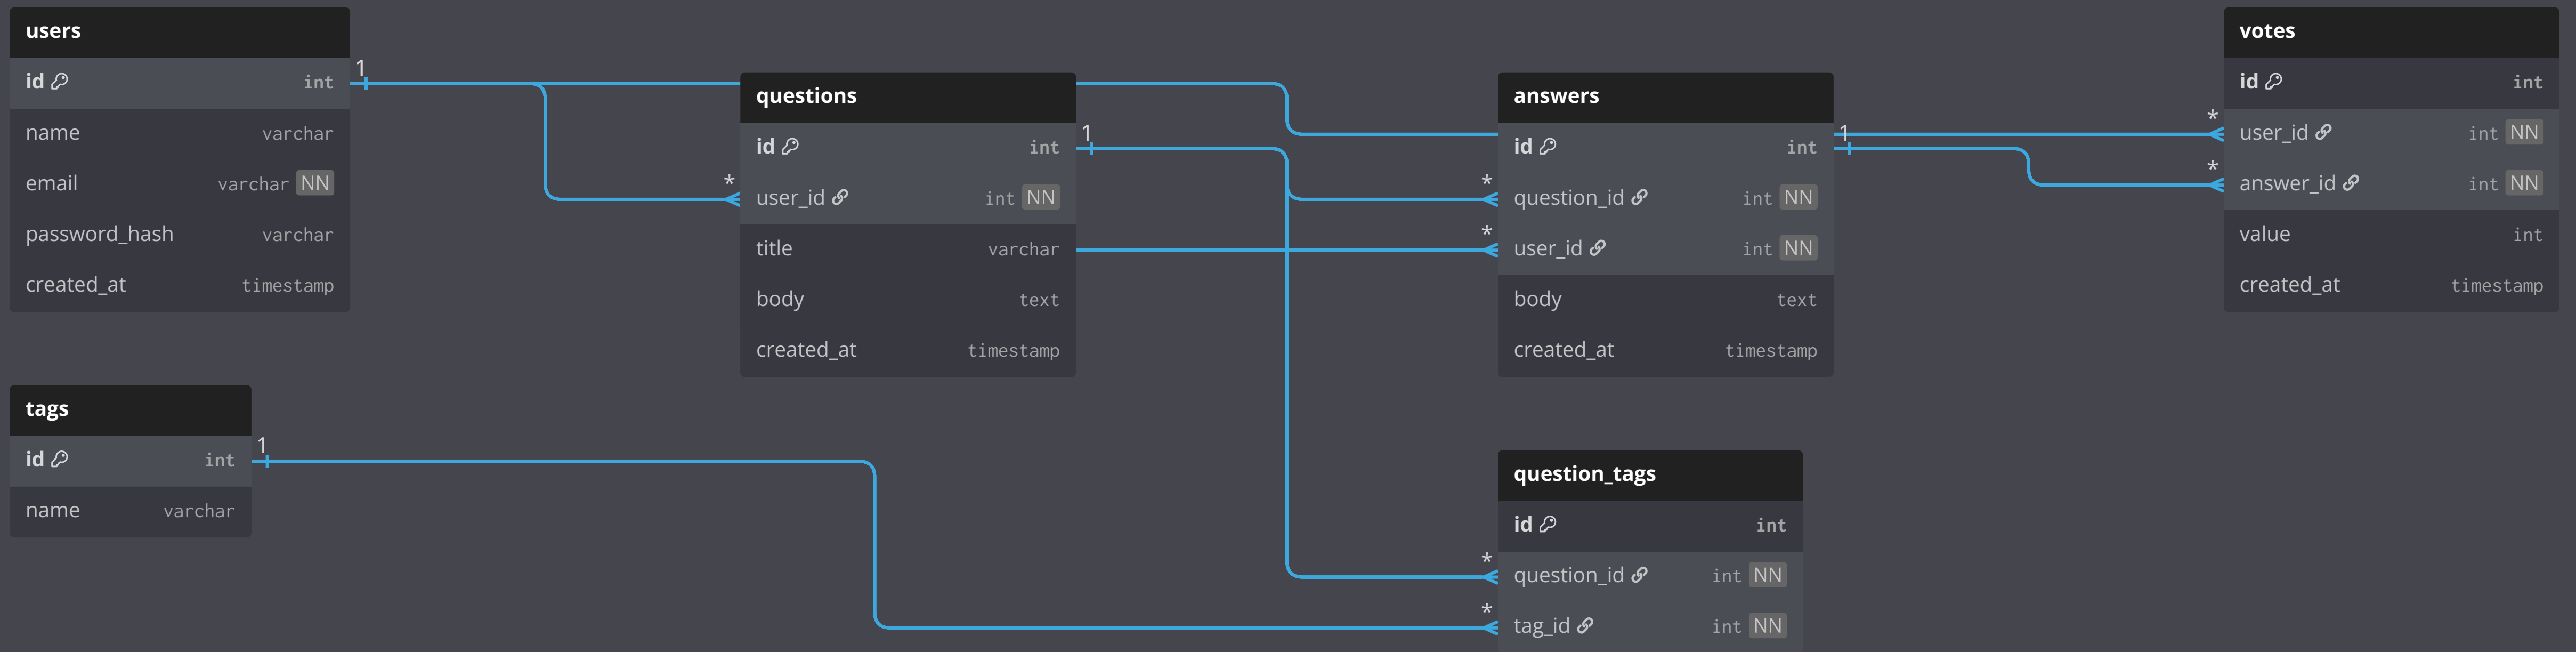 users
id int
name varchar
email varchar NN
password_hash varchar
created_at timestamp
1
questions
id int
user_id int NN
title varchar
body text
created_at timestamp
*
1
answers
id int
question_id int NN
user_id int NN
body text
created_at timestamp
*
*
1
votes
id int
user_id int NN
answer_id int NN
value int
created_at timestamp
*
*
tags
id int
name varchar
1
question_tags
id int
question_id int NN
tag_id int NN
*
*